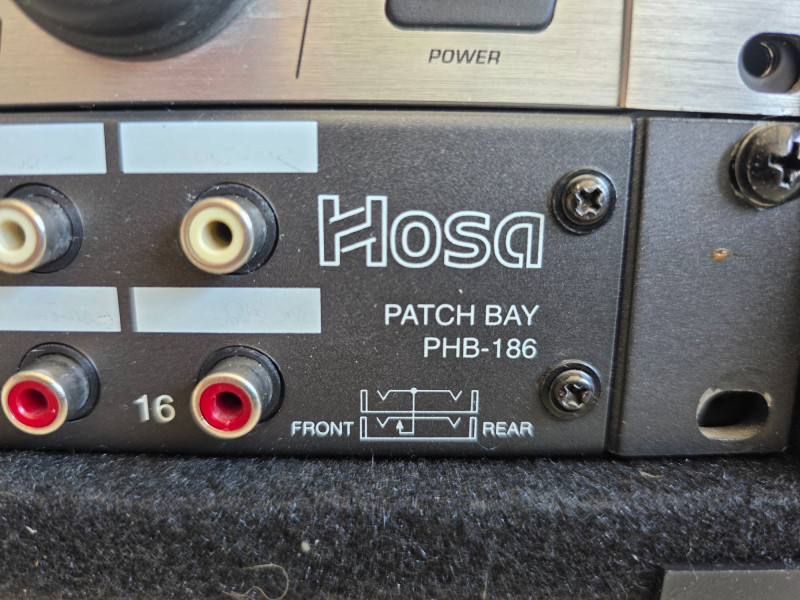 POWER
Hosa
PATCH BAY
PHB-186
16
FRONT
REAR